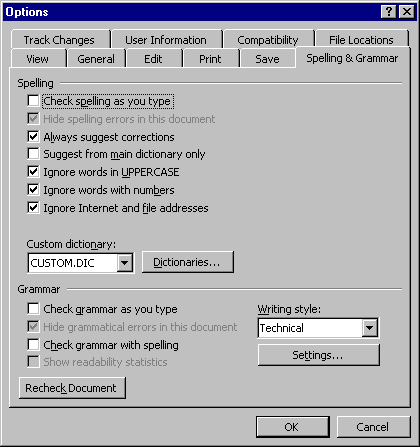 Options
Track Changes User Information Compatibility File Locations
View General Edit Print Save Spelling & Grammar
Spelling
Check spelling as you type
Hide spelling errors in this document
Always suggest corrections
Suggest from main dictionary only
Ignore words in UPPERCASE
Ignore words with numbers
Ignore Internet and file addresses
Custom dictionary:
CUSTOM.DIC Dictionaries...
Grammar
Check grammar as you type Writing style:
Hide grammatical errors in this document Technical
Check grammar with spelling
Show readability statistics Settings...
Recheck Document
OK Cancel